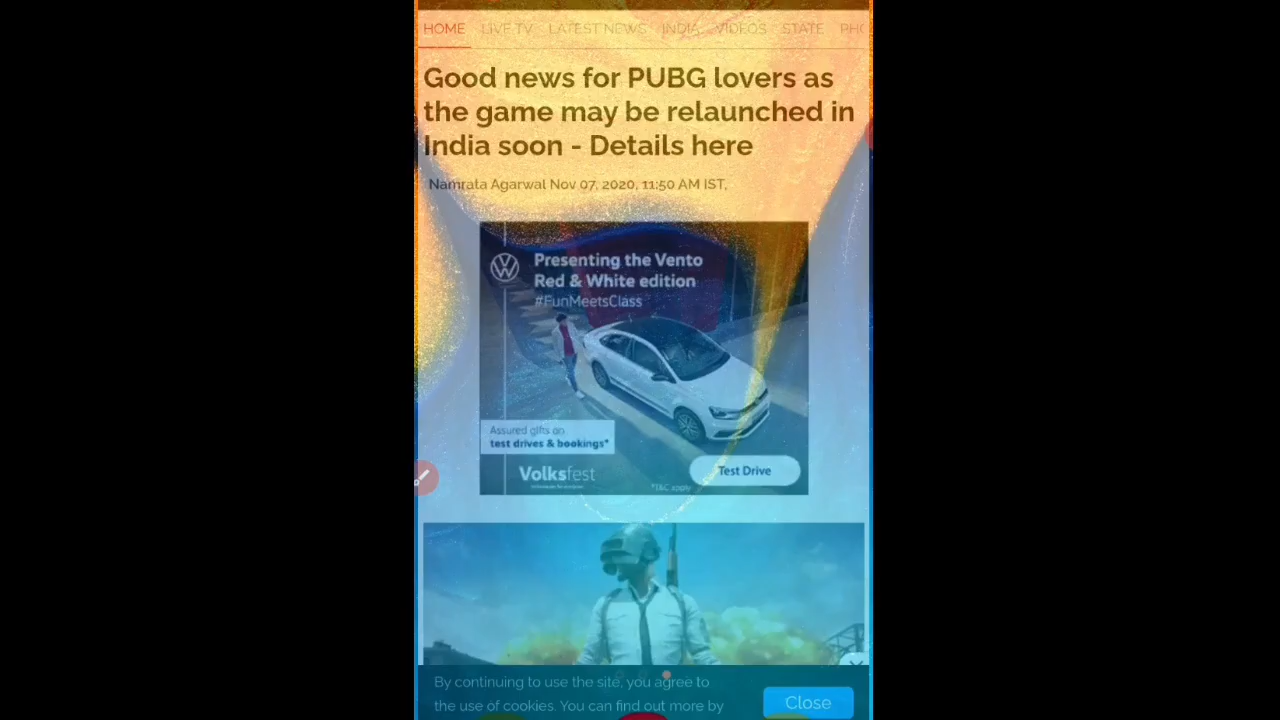 HOME LIVE TV LATEST NEWS INDIA VIDEOS STATE PHO
Good news for PUBG lovers as
the game may be relaunched in
India soon - Details here
Namrata Agarwal Nov 07, 2020, 11:50 AM IST,
Presenting the Vento
Red & White edition
#FunMeetsClass
Assured gifts on
test drives & bookings*
Volksfest
Test Drive
*T&C apply
By continuing to use the site, you agree to
the use of cookies. You can find out more by
Close